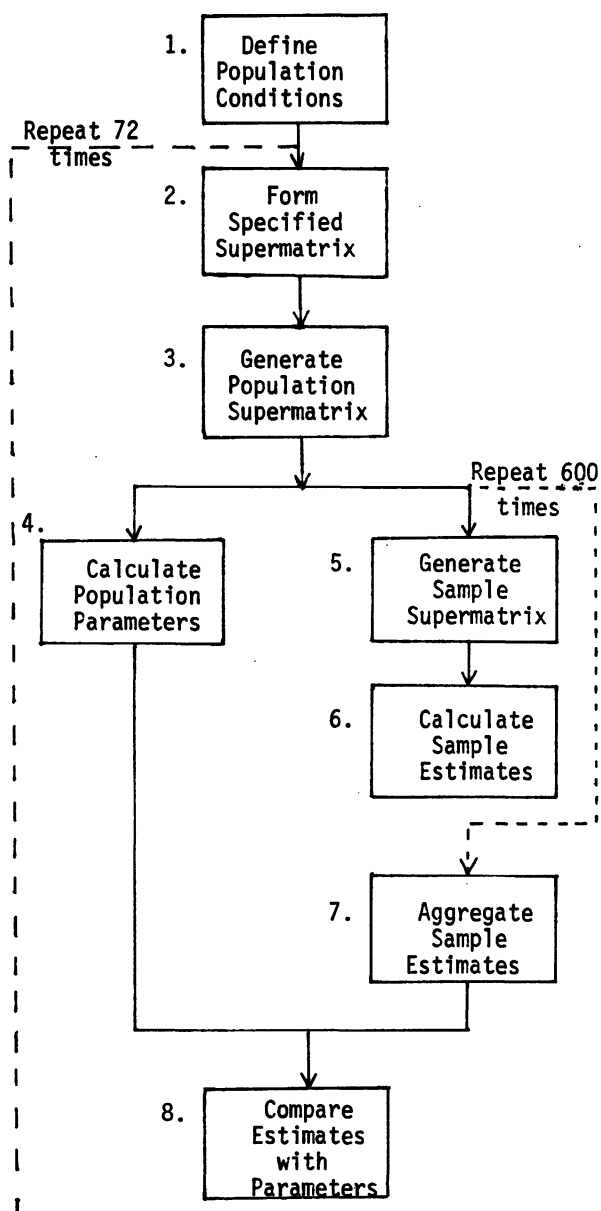 1. Define
Population
Conditions
Repeat 72
times
2. Form
Specified
Supermatrix
3. Generate
Population
Supermatrix
4. Calculate
Population
Parameters
Repeat 600
times
5. Generate
Sample
Supermatrix
6. Calculate
Sample
Estimates
7. Aggregate
Sample
Estimates
8. Compare
Estimates
with
Parameters